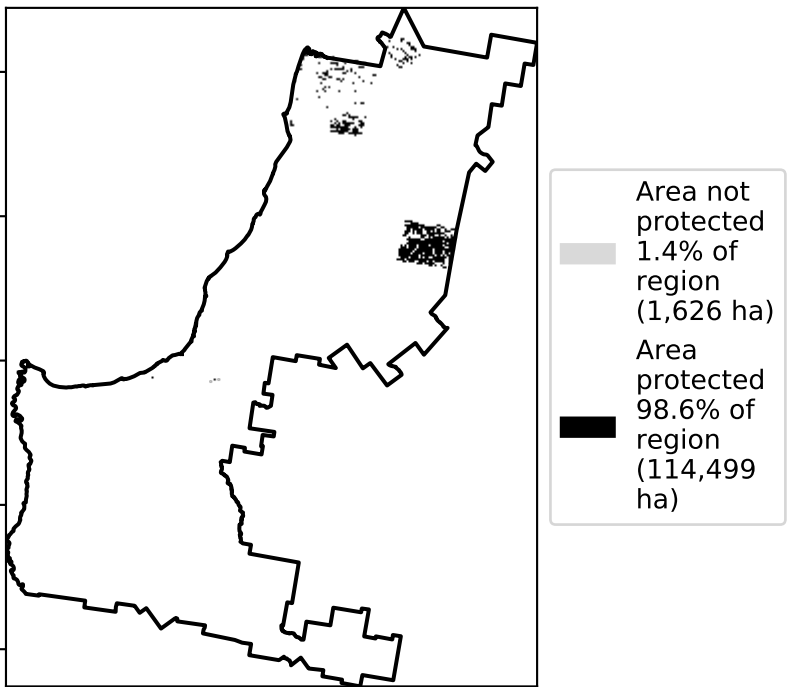 Area not
protected
1.4% of
region
(1,626 ha)
Area
protected
98.6% of
region
(114,499
ha)